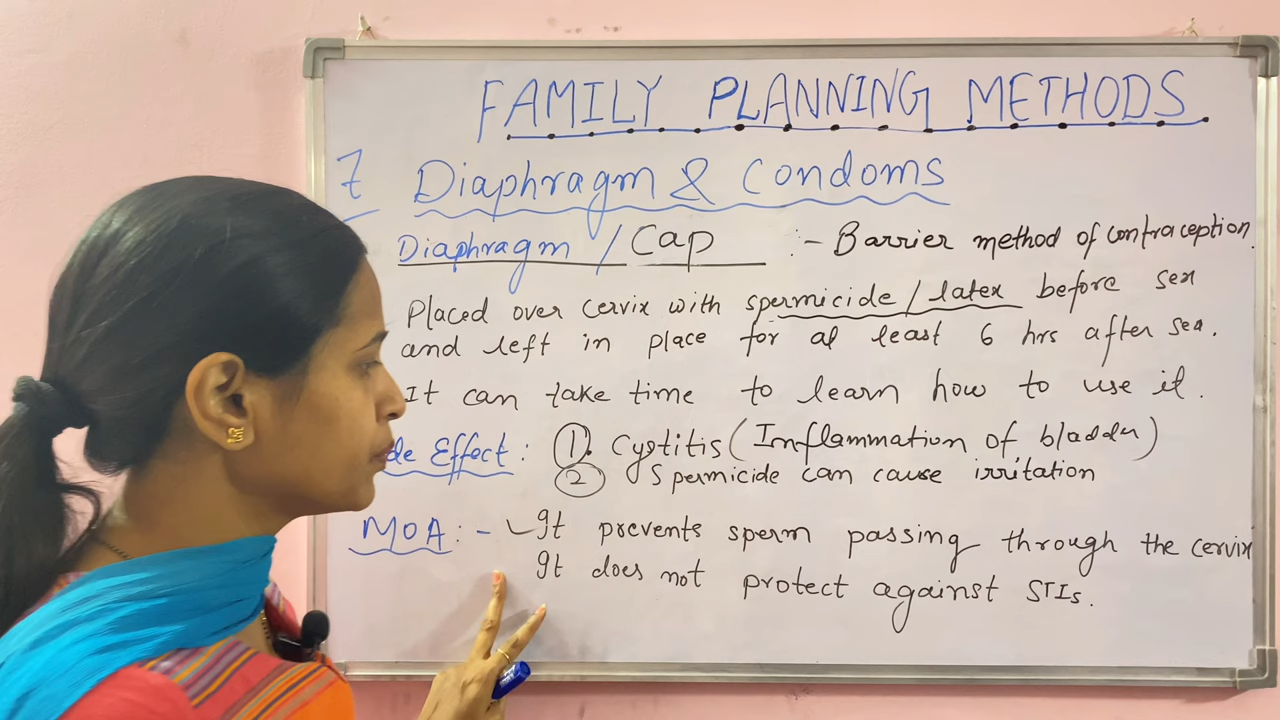 FAMILY PLANNING METHODS
7 Diaphragm & Condoms
Diaphragm / Cap :- Barrier method of contraception.
Placed over cervix with spermicide / latex before sex
and left in place for at least 6 hrs after sex.
It can take time to learn how to use it.
de Effect : 1. Cystitis (Inflammation of bladder)
2 Spermicide can cause irritation
MOA :- It prevents sperm passing through the cervix
It does not protect against STIs.